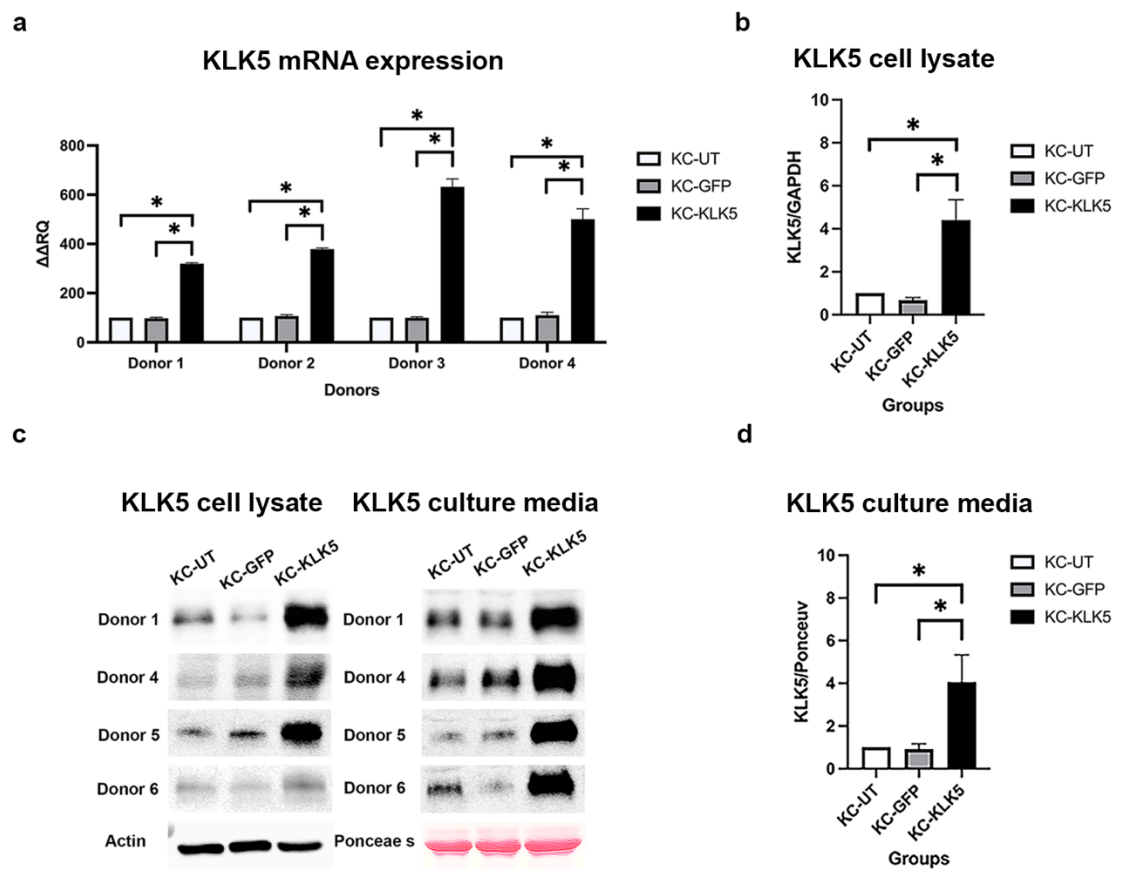 a
KLK5 mRNA expression
ΔΔRQ
800
600
400
200
0
*
*
*
*
*
*
*
*
Donor 1 Donor 2 Donor 3 Donor 4
Donors
KC-UT
KC-GFP
KC-KLK5
b
KLK5 cell lysate
KLK5/GAPDH
10
8
6
4
2
0
*
*
KC-UT KC-GFP KC-KLK5
Groups
KC-UT
KC-GFP
KC-KLK5
c
KLK5 cell lysate
KC-UT KC-GFP KC-KLK5
Donor 1
Donor 4
Donor 5
Donor 6
Actin
KLK5 culture media
KC-UT KC-GFP KC-KLK5
Donor 1
Donor 4
Donor 5
Donor 6
Ponceae s
d
KLK5 culture media
KLK5/Ponceuv
10
8
6
4
2
0
*
*
KC-UT KC-GFP KC-KLK5
Groups
KC-UT
KC-GFP
KC-KLK5